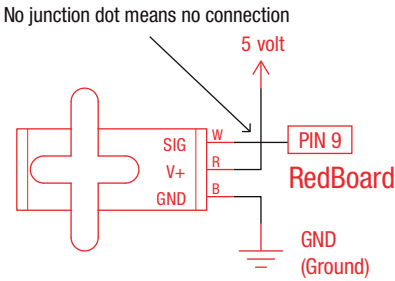 No junction dot means no connection
5 volt
SIG
W
PIN 9
V+
R
RedBoard
GND
B
GND
(Ground)